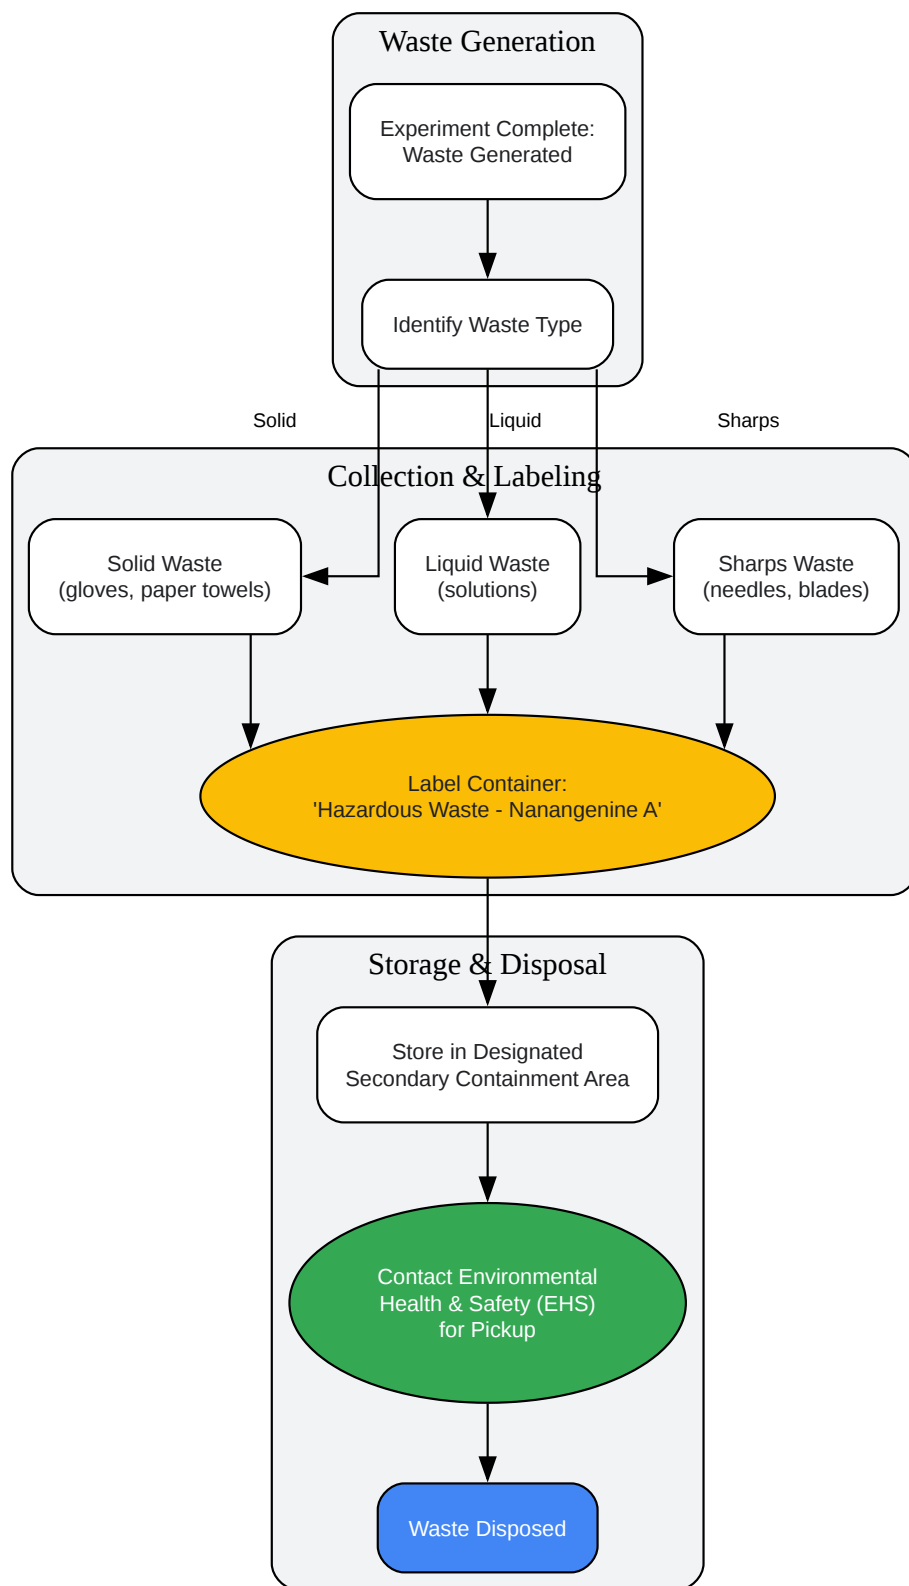 Waste Generation
Experiment Complete:
Waste Generated
Identify Waste Type
Solid
Liquid
Sharps
Collection & Labeling
Solid Waste
(gloves, paper towels)
Liquid Waste
(solutions)
Sharps Waste
(needles, blades)
Label Container:
'Hazardous Waste - Nanangenine A'
Storage & Disposal
Store in Designated
Secondary Containment Area
Contact Environmental
Health & Safety (EHS)
for Pickup
Waste Disposed